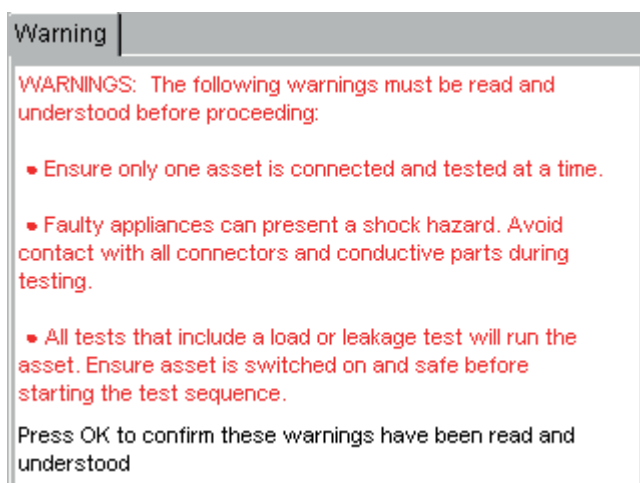 Warning
WARNINGS:  The following warnings must be read and
understood before proceeding:
• Ensure only one asset is connected and tested at a time.
• Faulty appliances can present a shock hazard. Avoid
contact with all connectors and conductive parts during
testing.
• All tests that include a load or leakage test will run the
asset. Ensure asset is switched on and safe before
starting the test sequence.
Press OK to confirm these warnings have been read and
understood